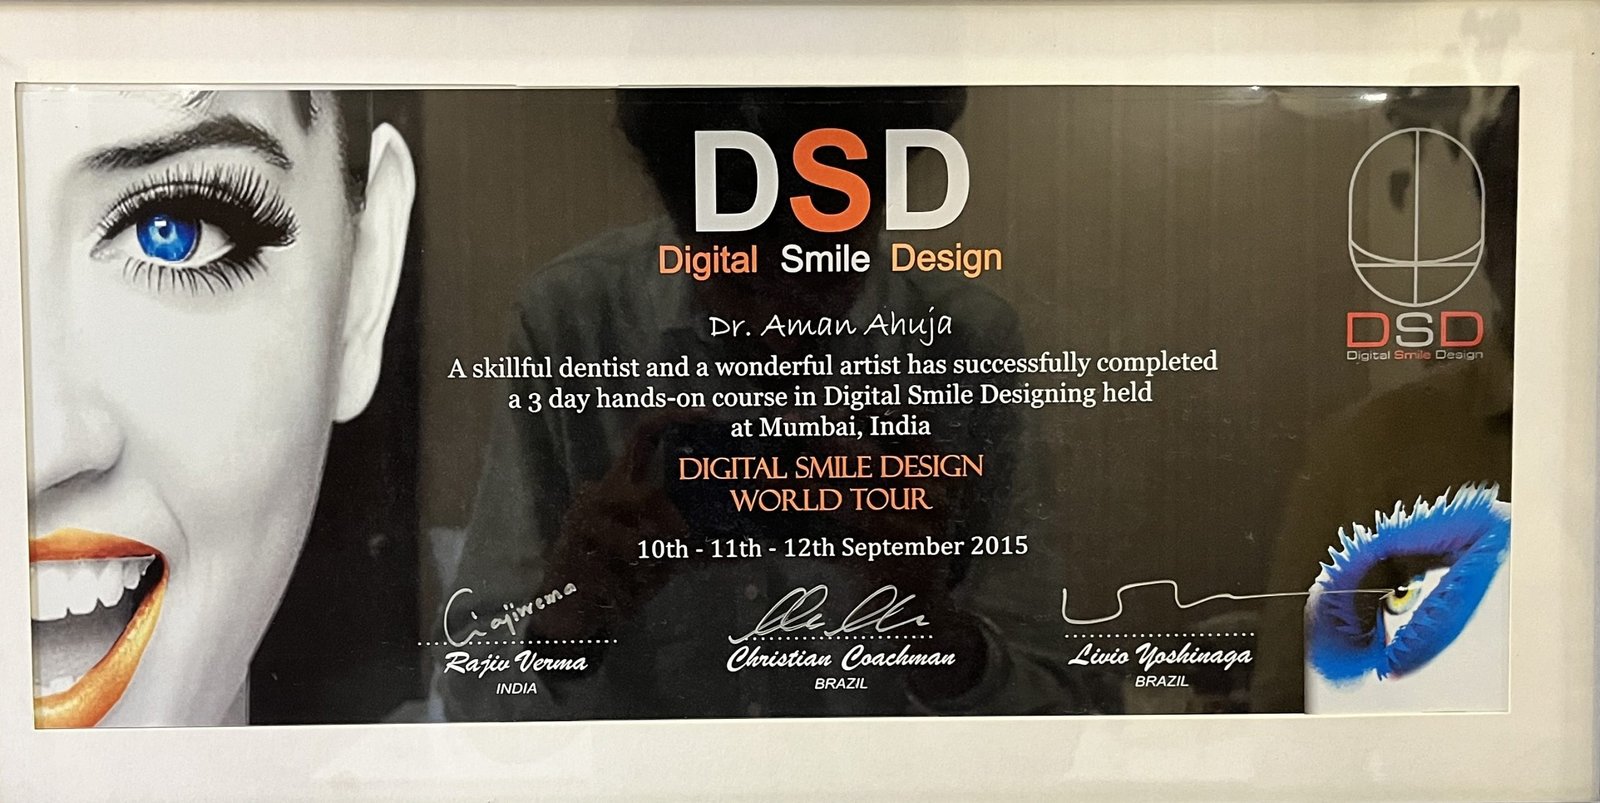 DSD
Digital Smile Design
DSD
Digital Smile Design
Dr. Aman Ahuja
A skillful dentist and a wonderful artist has successfully completed
a 3 day hands-on course in Digital Smile Designing held
at Mumbai, India
DIGITAL SMILE DESIGN
WORLD TOUR
10th - 11th - 12th September 2015
Rajiv Verma
INDIA
Christian Coachman
BRAZIL
Livio Yoshinaga
BRAZIL